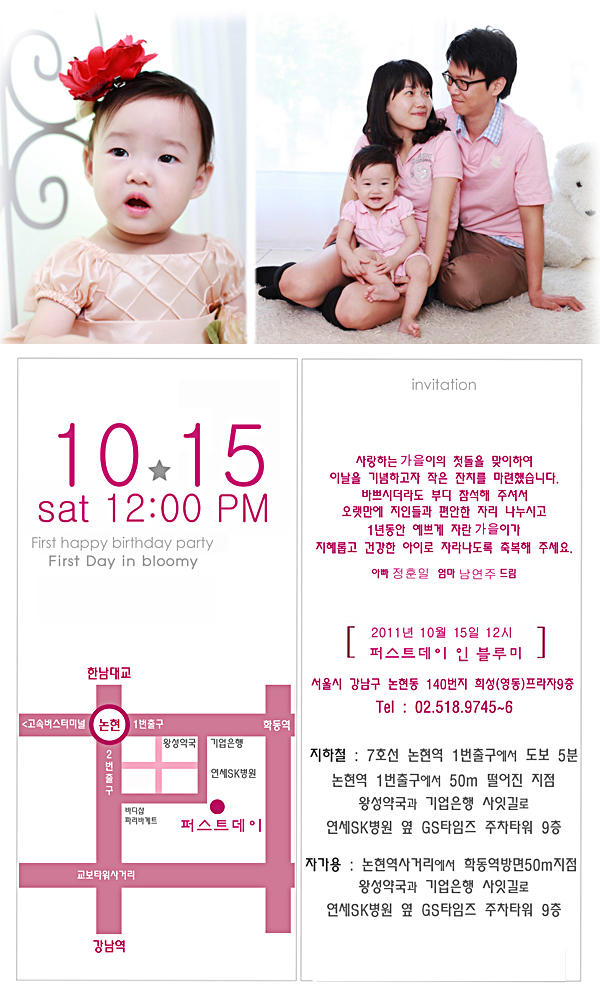 10★15
sat 12:00 PM
First happy birthday party
First Day in bloomy
한남대교
<고속버스터미널
논현
1번출구
학동역
2번출구
왕성약국
기업은행
연세SK병원
바디샵
파리바게트
퍼스트데이
교보타워사거리
강남역
invitation
사랑하는 가을이의 첫돌을 맞이하여
이날을 기념하고자 작은 잔치를 마련했습니다.
바쁘시더라도 부디 참석해 주셔서
오랫만에 지인들과 편안한 자리 나누시고
1년동안 예쁘게 자란 가을이가
지혜롭고 건강한 아이로 자라나도록 축복해 주세요.
아빠 정훈일 엄마 남연주 드림
[ 2011년 10월 15일 12시
퍼스트데이 인 블루미 ]
서울시 강남구 논현동 140번지 희성(영동)프라자9층
Tel : 02.518.9745~6
지하철 : 7호선 논현역 1번출구에서 도보 5분
논현역 1번출구에서 50m 떨어진 지점
왕성약국과 기업은행 사잇길로
연세SK병원 옆 GS타임즈 주차타워 9층
자가용 : 논현역사거리에서 학동역방면50m지점
왕성약국과 기업은행 사잇길로
연세SK병원 옆 GS타임즈 주차타워 9층